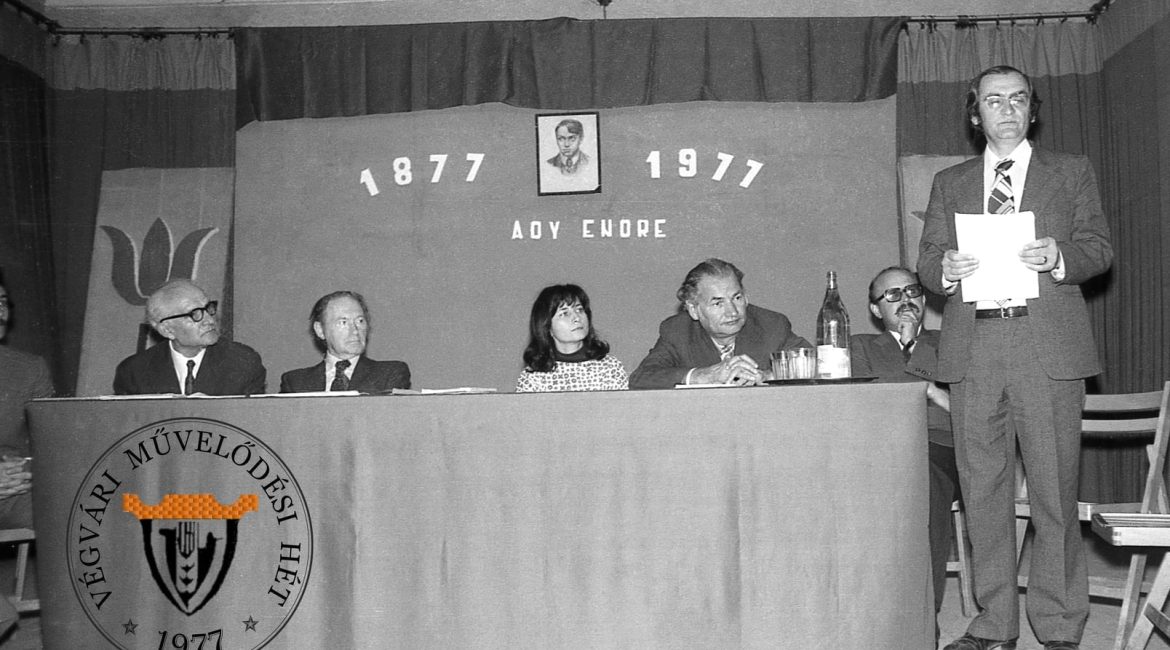 1877 1977
ADY ENDRE
VÉGVÁRI MŰVELŐDÉSI HÉT
1977